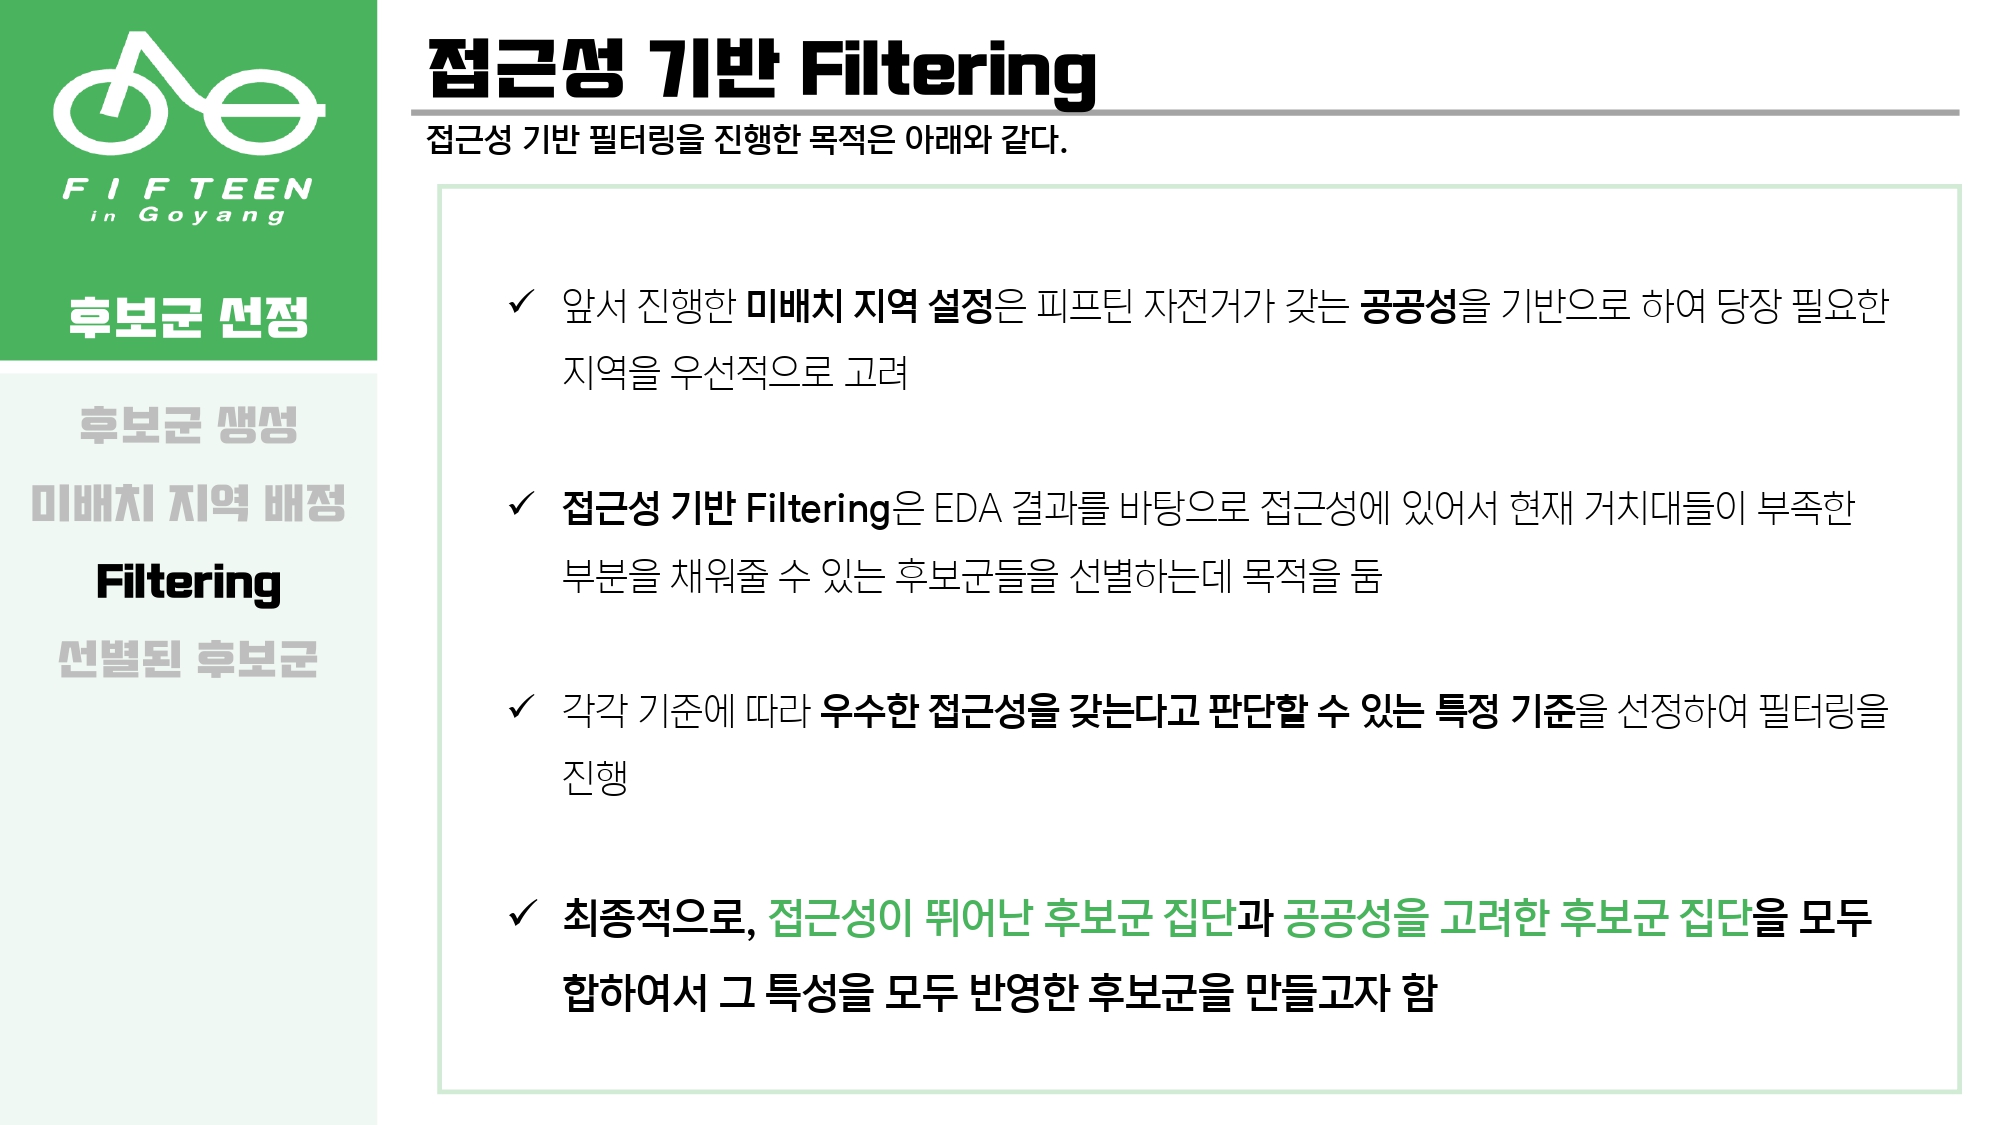 FIFTEEN
in Goyang
후보군 선정
후보군 생성
미배치 지역 배정
Filtering
선별된 후보군
접근성 기반 Filtering
접근성 기반 필터링을 진행한 목적은 아래와 같다.
✓ 앞서 진행한 미배치 지역 설정은 피프틴 자전거가 갖는 공공성을 기반으로 하여 당장 필요한
지역을 우선적으로 고려
✓ 접근성 기반 Filtering은 EDA 결과를 바탕으로 접근성에 있어서 현재 거치대들이 부족한
부분을 채워줄 수 있는 후보군들을 선별하는데 목적을 둠
✓ 각각 기준에 따라 우수한 접근성을 갖는다고 판단할 수 있는 특정 기준을 선정하여 필터링을
진행
✓ 최종적으로, 접근성이 뛰어난 후보군 집단과 공공성을 고려한 후보군 집단을 모두
합하여서 그 특성을 모두 반영한 후보군을 만들고자 함